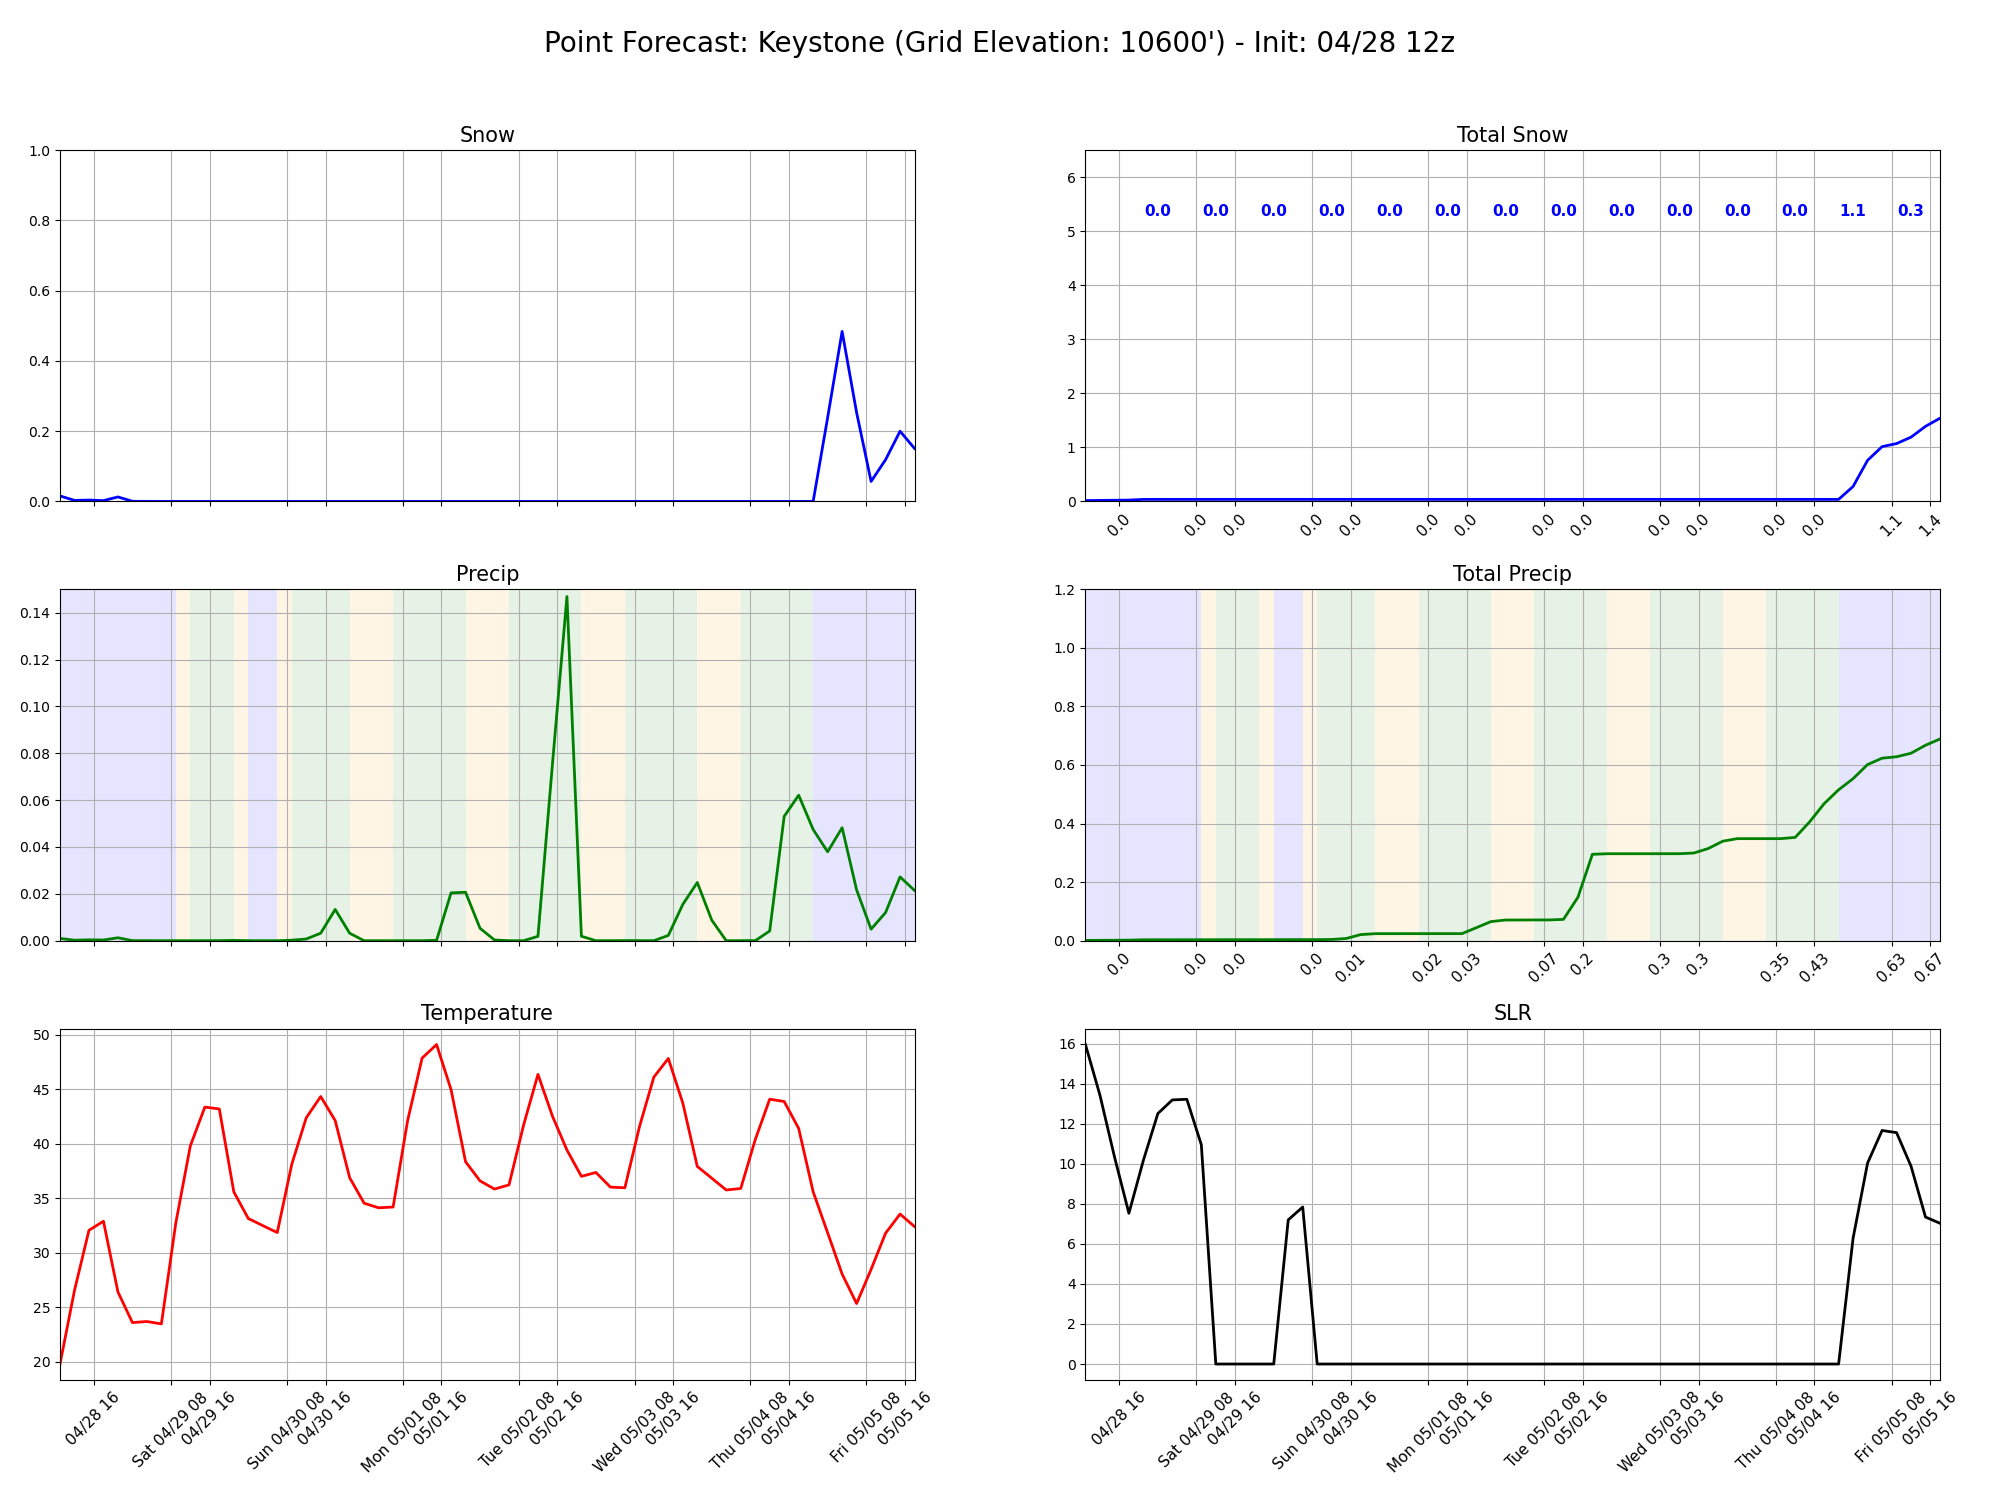 Point Forecast: Keystone (Grid Elevation: 10600') - Init: 04/28 12z
Snow
1.0
0.8
0.6
0.4
0.2
0.0
Total Snow
6
5
4
3
2
1
0
0.0 0.0 0.0 0.0 0.0 0.0 0.0 0.0 0.0 0.0 0.0 0.0 1.1 0.3
0.0 0.0 0.0 0.0 0.0 0.0 0.0 0.0 0.0 0.0 0.0 0.0 0.0 1.1 1.4
Precip
0.14
0.12
0.10
0.08
0.06
0.04
0.02
0.00
Total Precip
1.2
1.0
0.8
0.6
0.4
0.2
0.0
0.0 0.0 0.0 0.0 0.01 0.02 0.03 0.07 0.2 0.3 0.3 0.35 0.43 0.63 0.67
Temperature
50
45
40
35
30
25
20
04/28 16
Sat 04/29 08
04/29 16
Sun 04/30 08
04/30 16
Mon 05/01 08
05/01 16
Tue 05/02 08
05/02 16
Wed 05/03 08
05/03 16
Thu 05/04 08
05/04 16
Fri 05/05 08
05/05 16
SLR
16
14
12
10
8
6
4
2
0
04/28 16
Sat 04/29 08
04/29 16
Sun 04/30 08
04/30 16
Mon 05/01 08
05/01 16
Tue 05/02 08
05/02 16
Wed 05/03 08
05/03 16
Thu 05/04 08
05/04 16
Fri 05/05 08
05/05 16